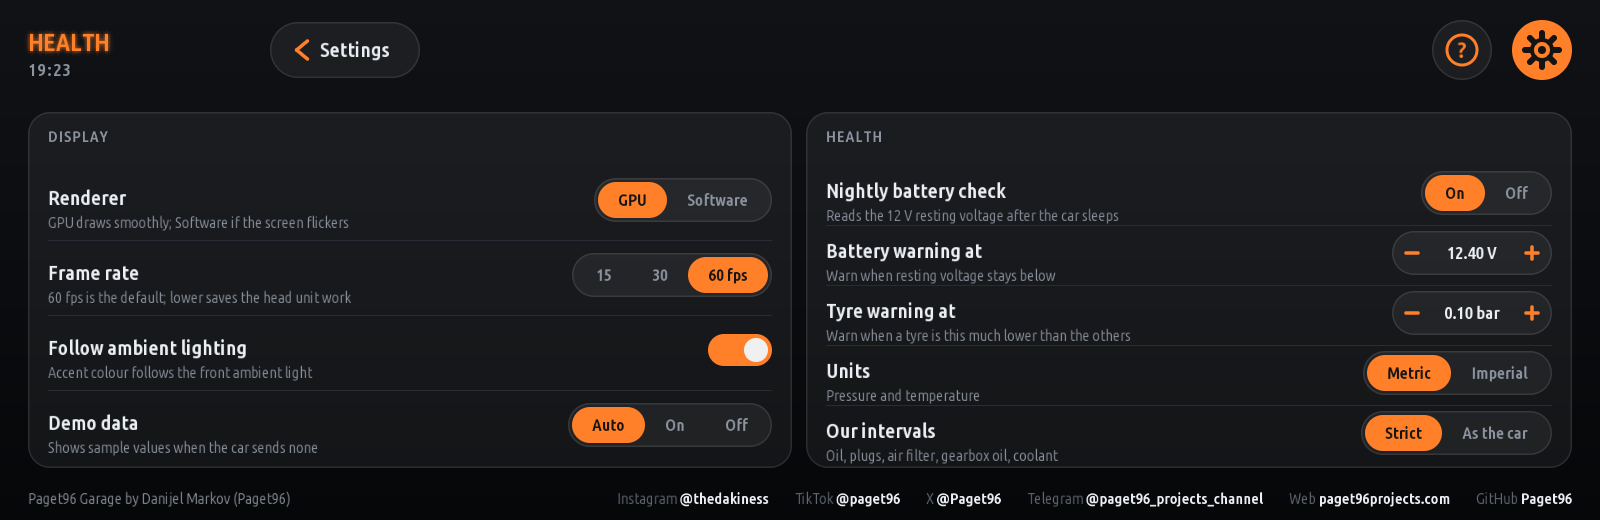 HEALTH
19:23
Settings
?
DISPLAY
Renderer
GPU draws smoothly; Software if the screen flickers
GPU Software
Frame rate
60 fps is the default; lower saves the head unit work
15 30 60 fps
Follow ambient lighting
Accent colour follows the front ambient light
Demo data
Shows sample values when the car sends none
Auto On Off
HEALTH
Nightly battery check
Reads the 12 V resting voltage after the car sleeps
On Off
Battery warning at
Warn when resting voltage stays below
− 12.40 V +
Tyre warning at
Warn when a tyre is this much lower than the others
− 0.10 bar +
Units
Pressure and temperature
Metric Imperial
Our intervals
Oil, plugs, air filter, gearbox oil, coolant
Strict As the car
Paget96 Garage by Danijel Markov (Paget96)
Instagram @thedakiness TikTok @paget96 X @Paget96 Telegram @paget96_projects_channel Web paget96projects.com GitHub Paget96